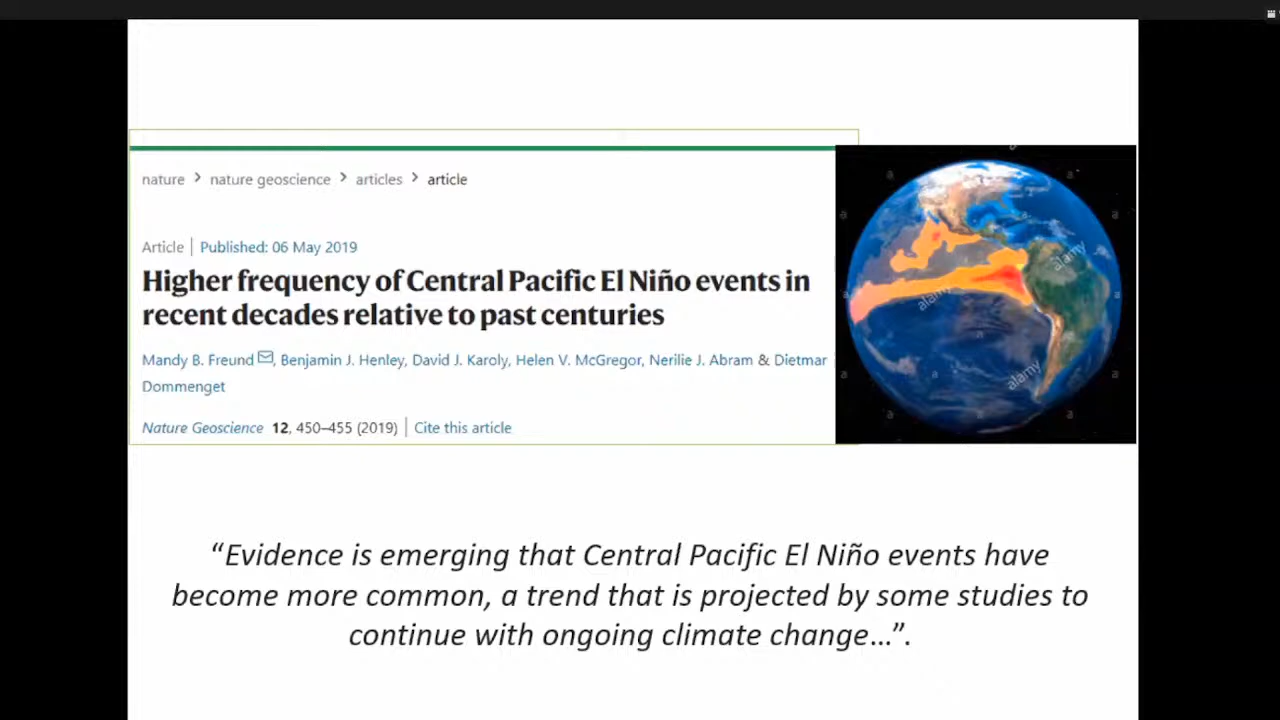 nature > nature geoscience > articles > article
Article | Published: 06 May 2019
Higher frequency of Central Pacific El Niño events in
recent decades relative to past centuries
Mandy B. Freund, Benjamin J. Henley, David J. Karoly, Helen V. McGregor, Nerilie J. Abram & Dietmar
Dommenget
Nature Geoscience 12, 450–455 (2019) | Cite this article
a
a
a
a
a
a
alamy
a
alamy
a
a
a
a
alamy
a
a
a
a
“Evidence is emerging that Central Pacific El Niño events have
become more common, a trend that is projected by some studies to
continue with ongoing climate change…”.